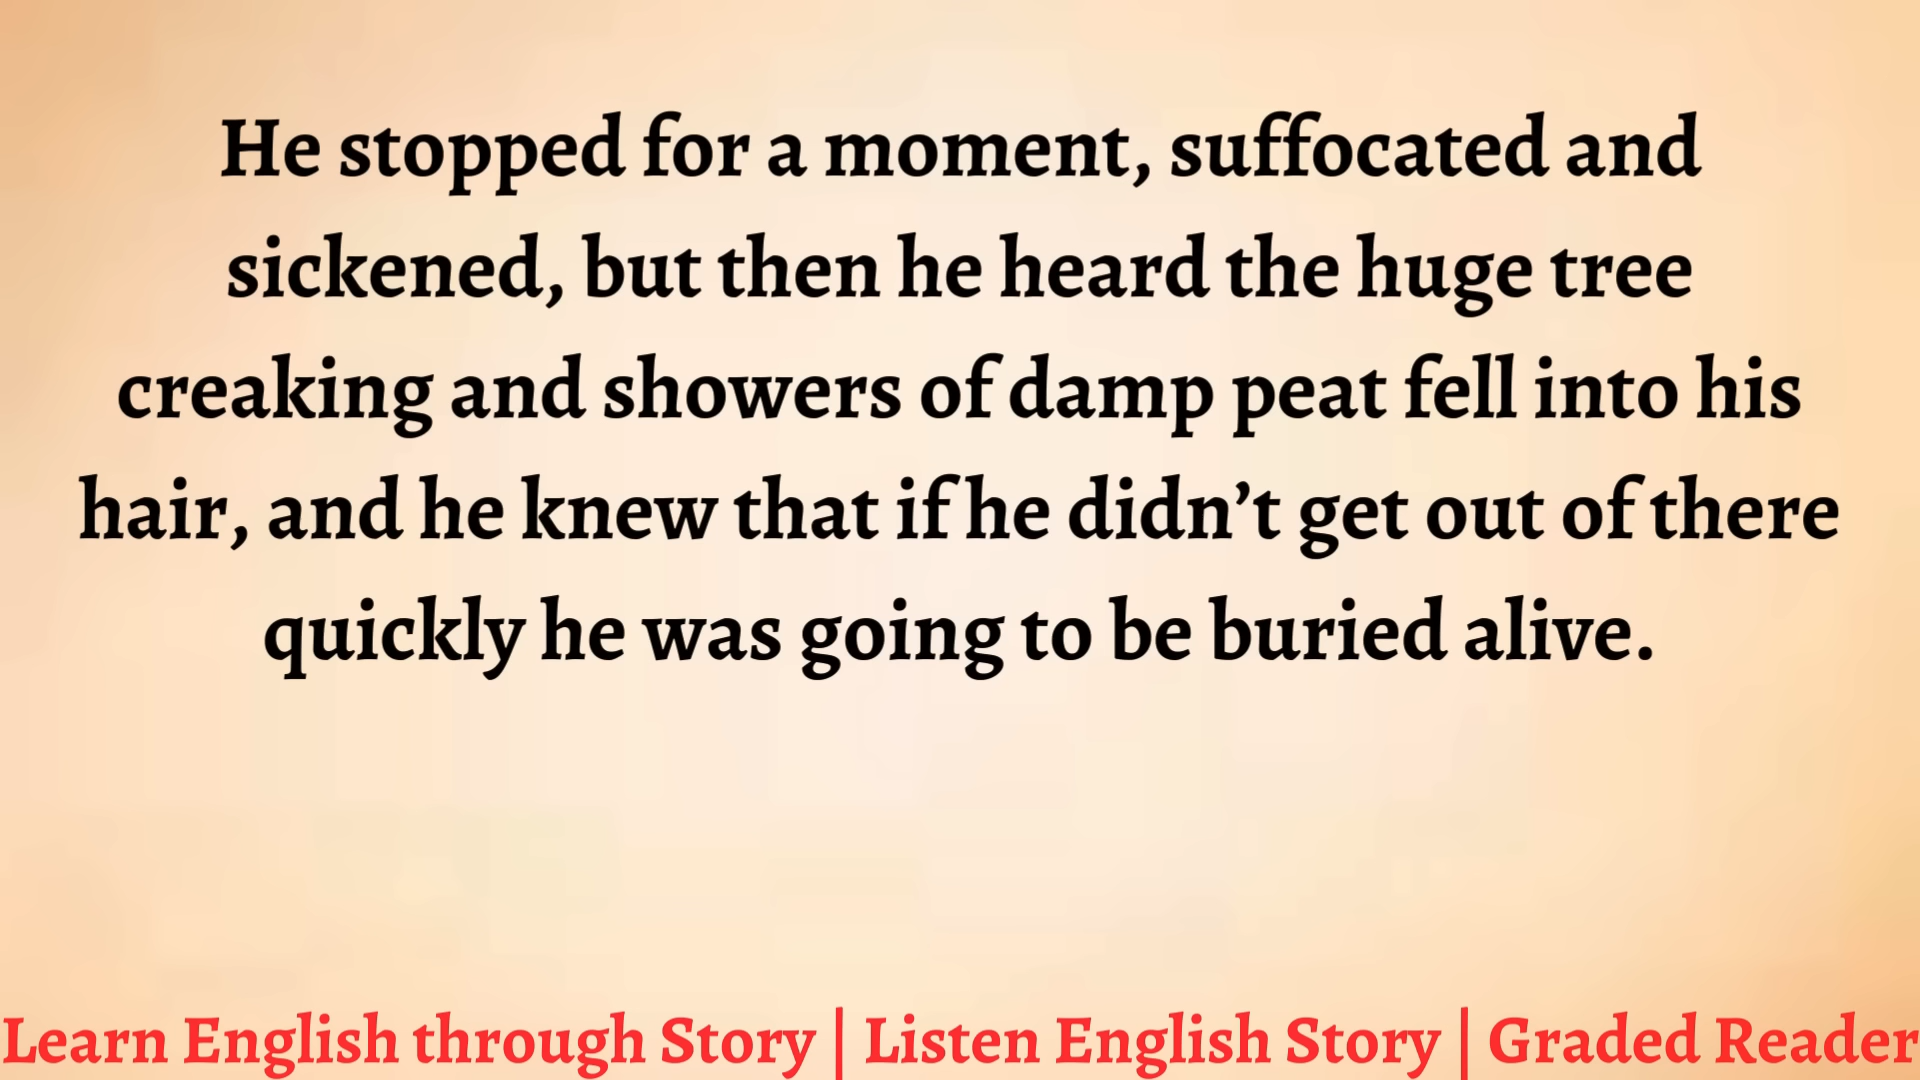 He stopped for a moment, suffocated and
sickened, but then he heard the huge tree
creaking and showers of damp peat fell into his
hair, and he knew that if he didn’t get out of there
quickly he was going to be buried alive.
Learn English through Story | Listen English Story | Graded Reader